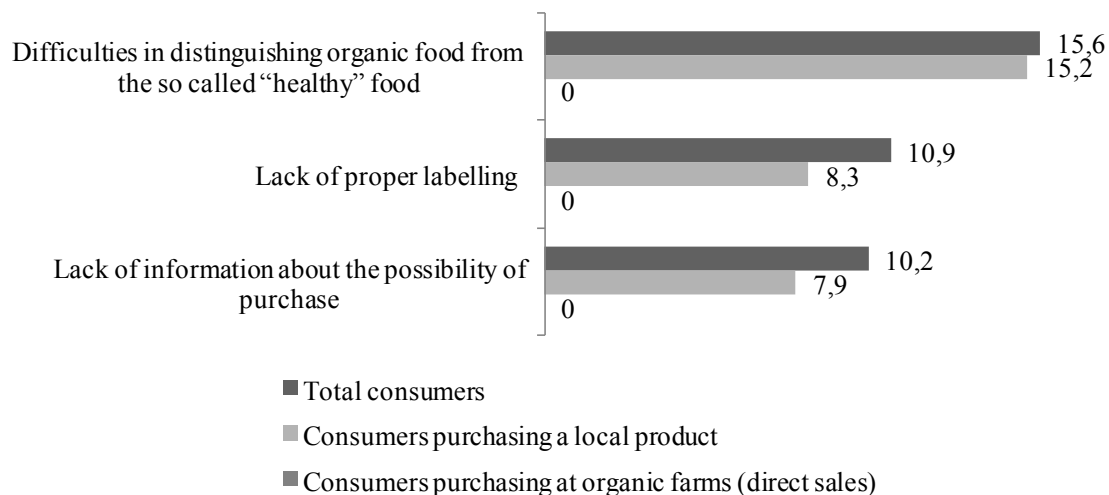 Difficulties in distinguishing organic food from
the so called “healthy” food
15,6
15,2
0
Lack of proper labelling
10,9
8,3
0
Lack of information about the possibility of
purchase
10,2
7,9
0
Total consumers
Consumers purchasing a local product
Consumers purchasing at organic farms (direct sales)